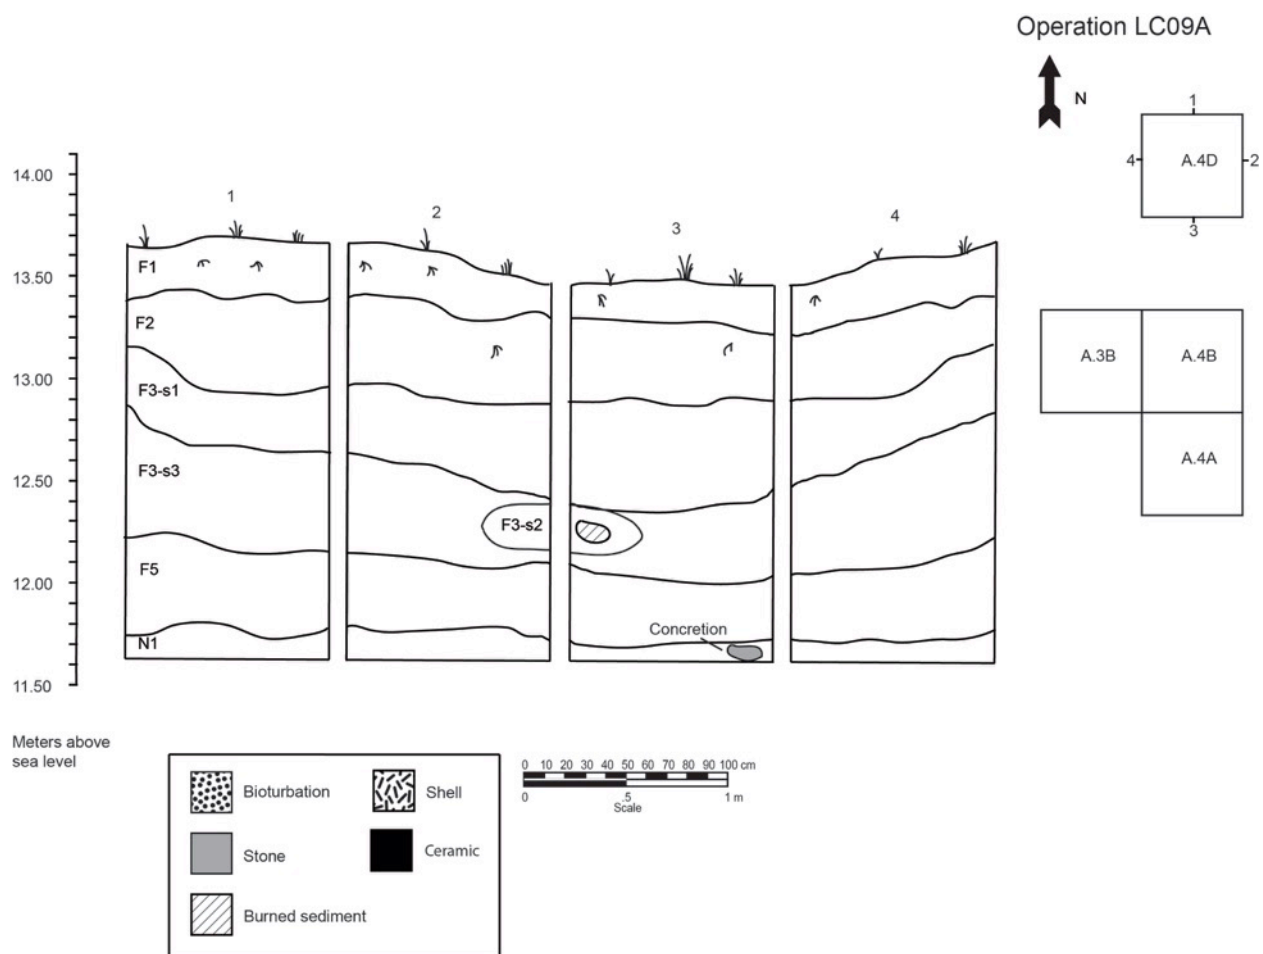 Operation LC09A
N
1
4
A.4D
2
3
14.00
13.50
13.00
12.50
12.00
11.50
Meters above
sea level
1
2
3
4
F1
F2
F3-s1
F3-s3
F3-s2
F5
N1
Concretion
A.3B
A.4B
A.4A
Bioturbation
Shell
Stone
Ceramic
Burned sediment
0 10 20 30 40 50 60 70 80 90 100 cm
0 .5 1 m
Scale